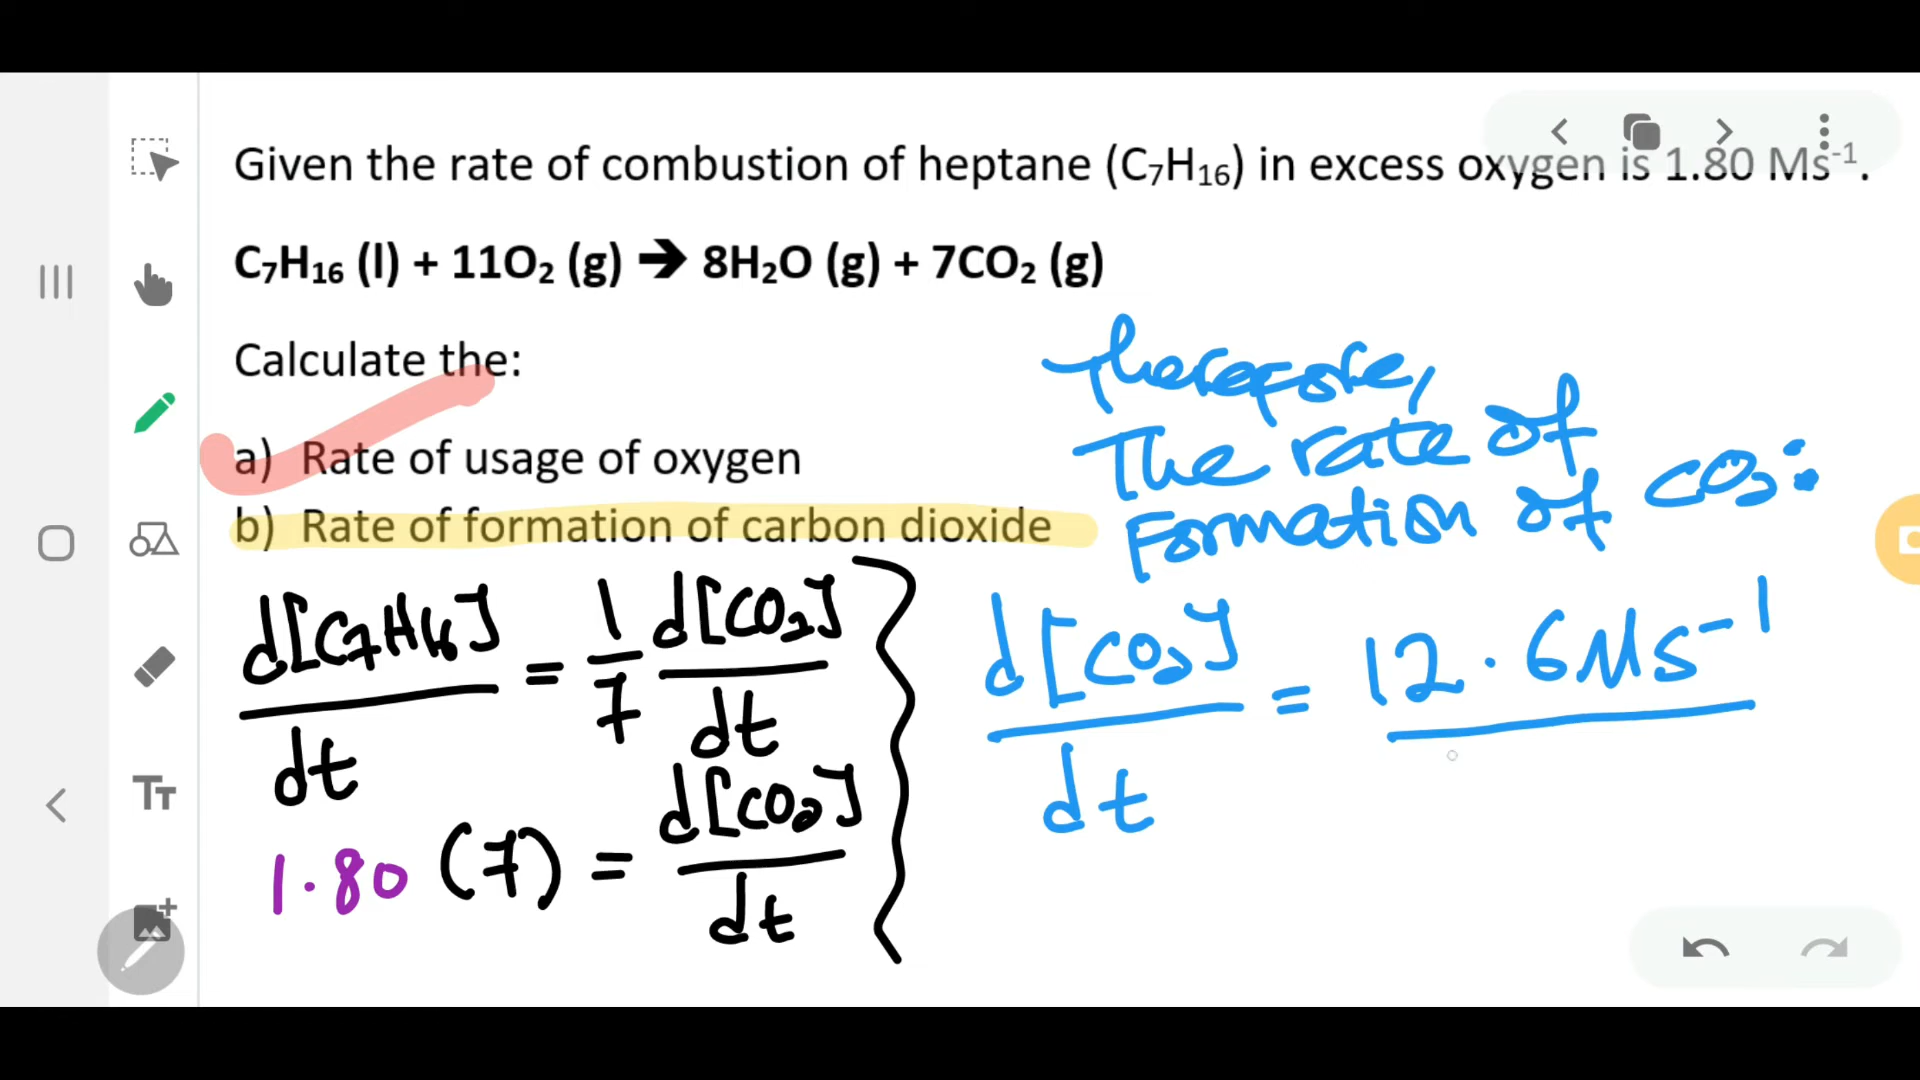 Given the rate of combustion of heptane (C₇H₁₆) in excess oxygen is 1.80 Ms⁻¹.
C₇H₁₆ (l) + 11O₂ (g) ➔ 8H₂O (g) + 7CO₂ (g)
Calculate the:
a) Rate of usage of oxygen
b) Rate of formation of carbon dioxide
d[C₇H₁₆]/dt = 1/7 d[CO₂]/dt
1.80 (7) = d[CO₂]/dt
Therefore,
The rate of
Formation of CO₂:
d[CO₂]/dt = 12.6Ms⁻¹
TT